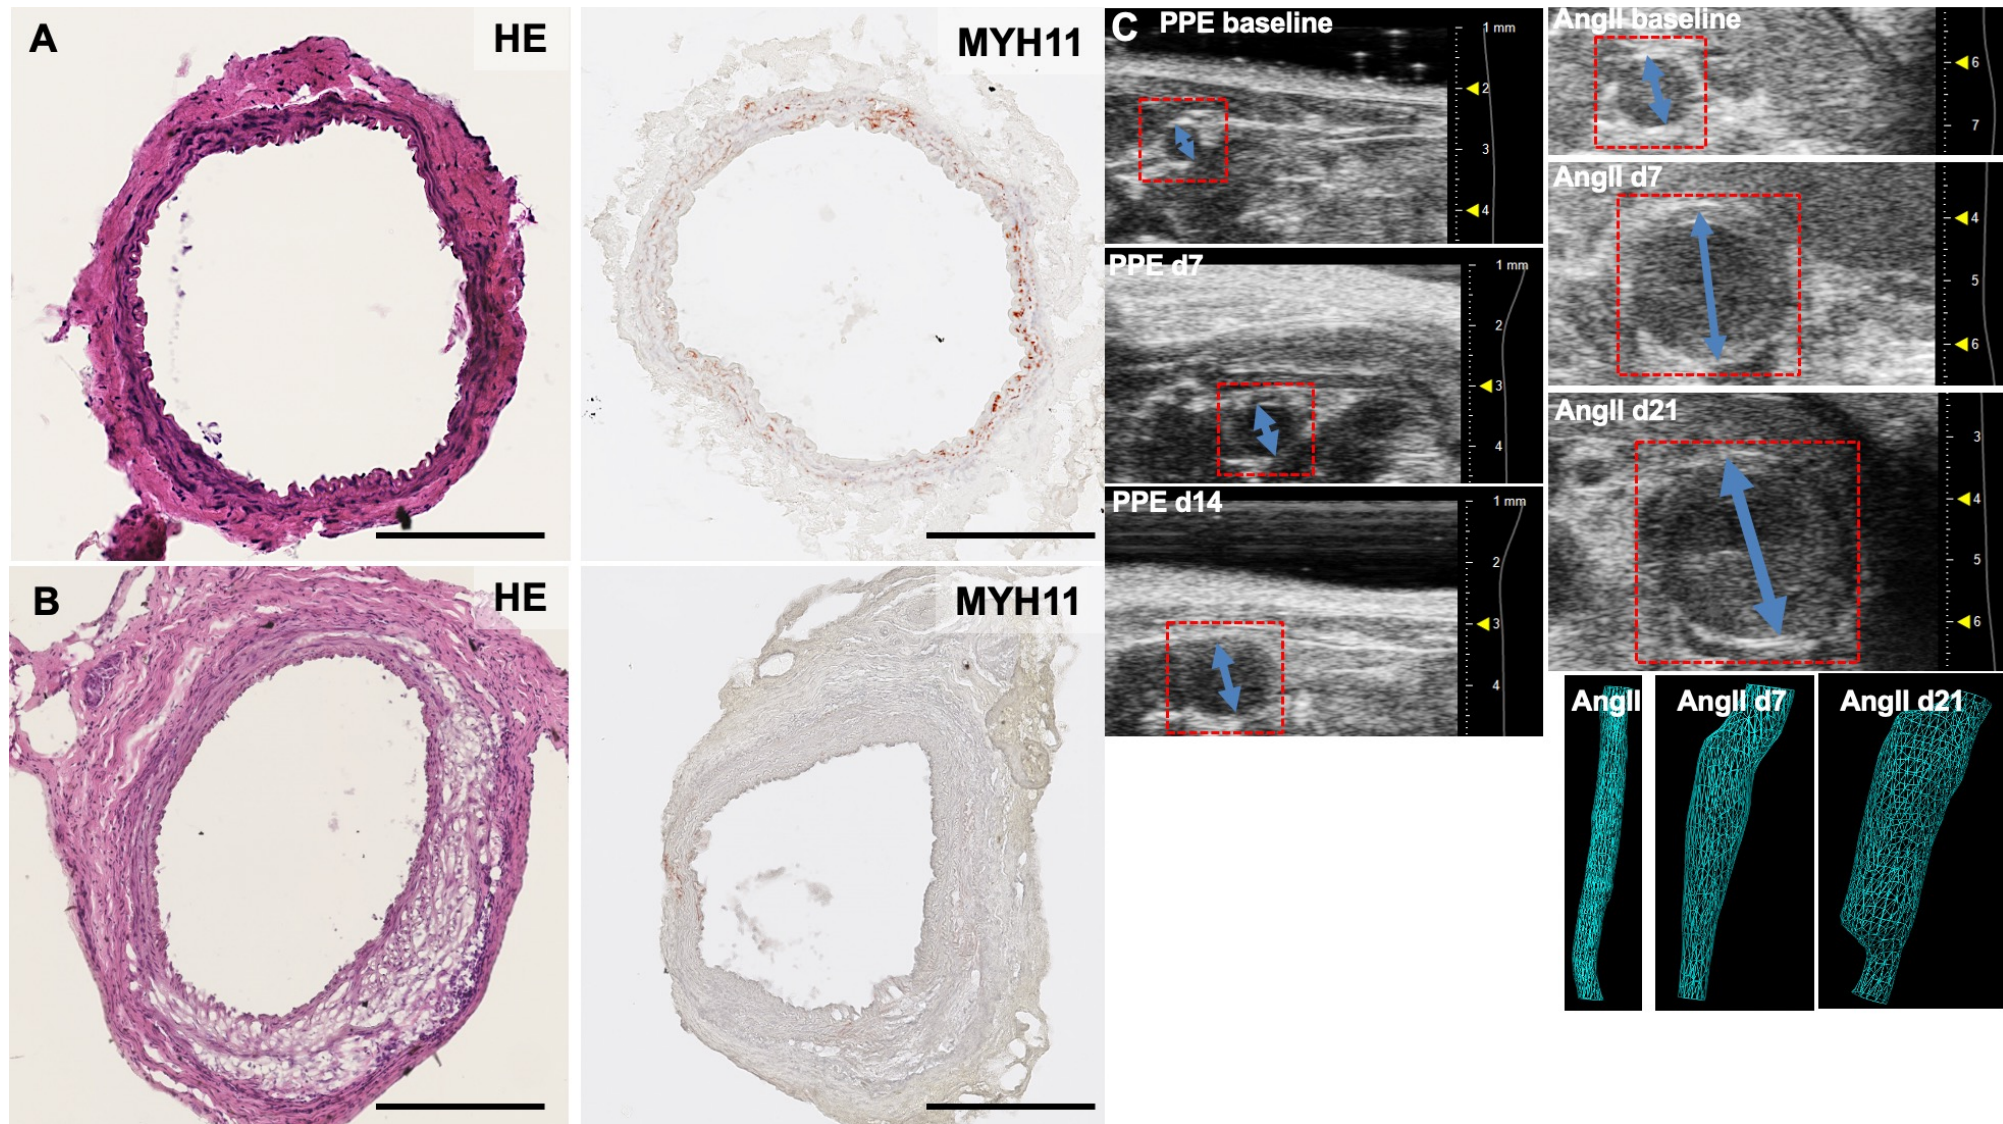 A
HE
MYH11
B
HE
MYH11
C
PPE baseline
1 mm
2
3
4
PPE d7
1 mm
2
3
4
PPE d14
1 mm
2
3
4
AngII baseline
6
7
AngII d7
4
5
6
AngII d21
3
4
5
6
AngII
AngII d7
AngII d21